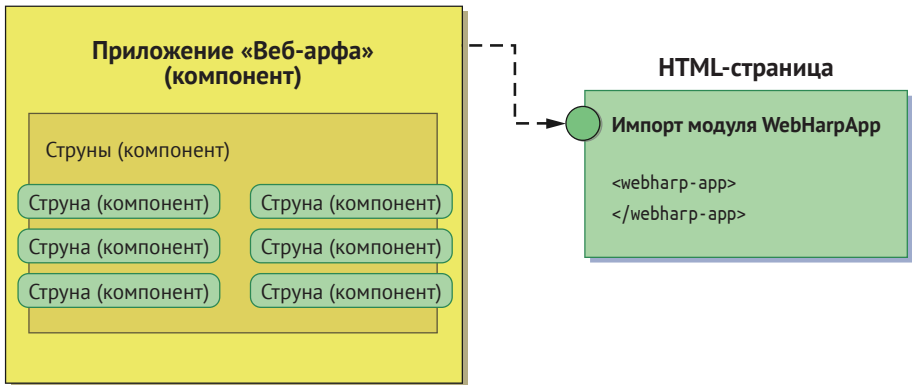 Приложение «Веб-арфа»
(компонент)
Струны (компонент)
Струна (компонент)
Струна (компонент)
Струна (компонент)
Струна (компонент)
Струна (компонент)
Струна (компонент)
HTML-страница
Импорт модуля WebHarpApp
<webharp-app>
</webharp-app>